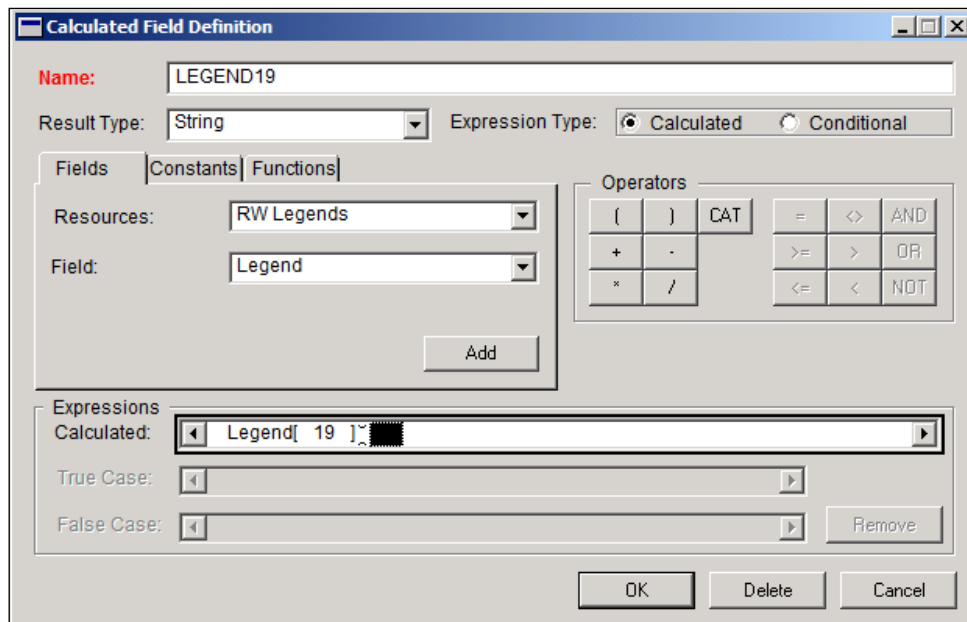 Calculated Field Definition
Name: LEGEND19
Result Type: String Expression Type: Calculated Conditional
Fields Constants Functions
Operators
Resources: RW Legends
( ) CAT = <> AND
+ - >= > OR
Field: Legend
* / <= < NOT
Add
Expressions
Calculated: Legend[ 19 ]
True Case:
False Case: Remove
OK Delete Cancel